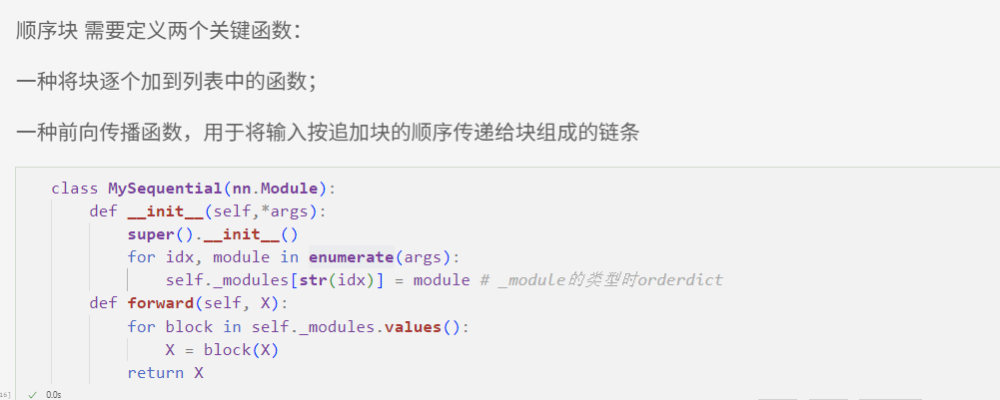 顺序块 需要定义两个关键函数：
一种将块逐个加到列表中的函数；
一种前向传播函数，用于将输入按追加块的顺序传递给块组成的链条
class MySequential(nn.Module):
    def __init__(self,*args):
        super().__init__()
        for idx, module in enumerate(args):
            self._modules[str(idx)] = module # _module的类型时orderdict
    def forward(self, X):
        for block in self._modules.values():
            X = block(X)
        return X
✓ 0.0s